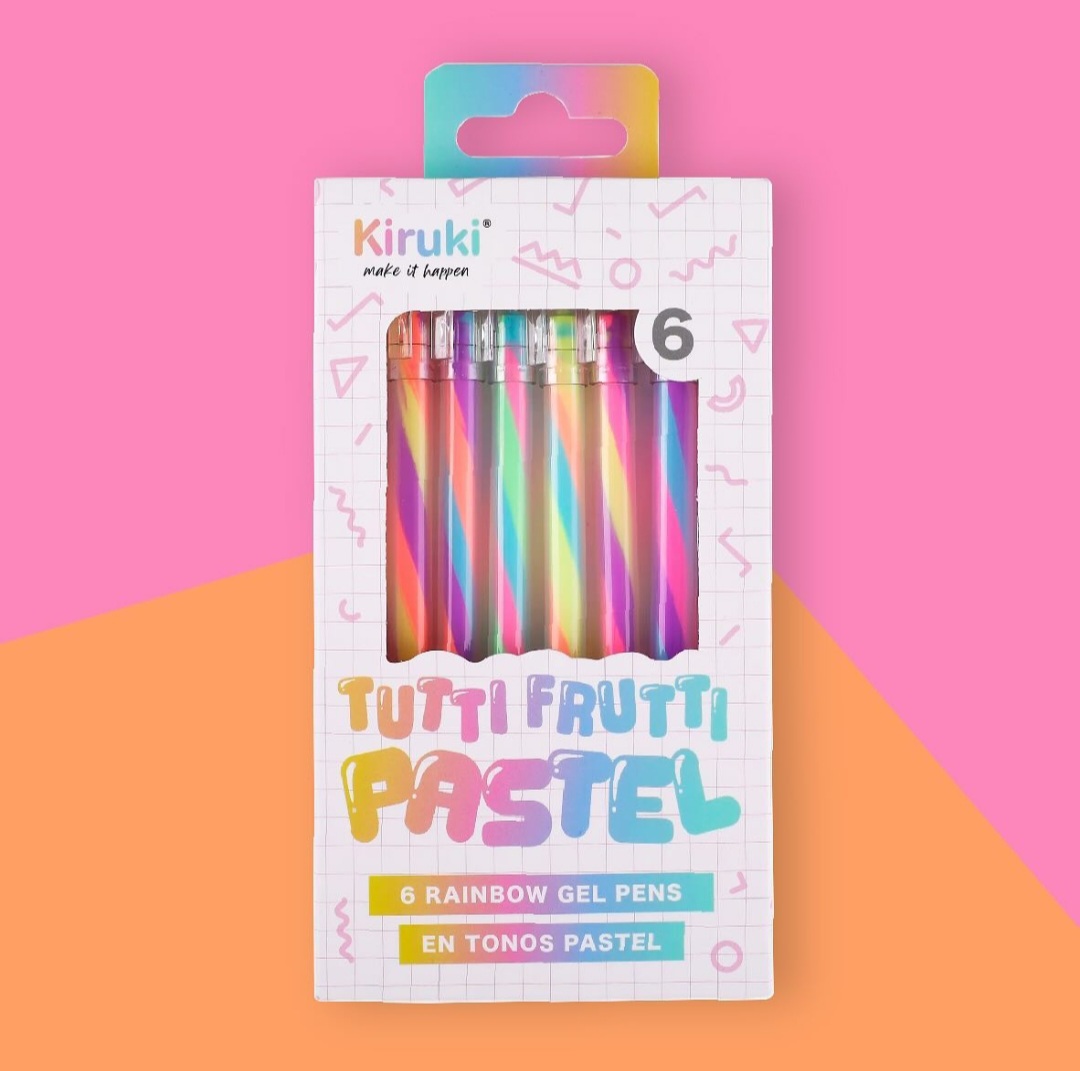 Kiruki®
make it happen
6
TUTTI FRUTTI
PASTEL
6 RAINBOW GEL PENS
EN TONOS PASTEL